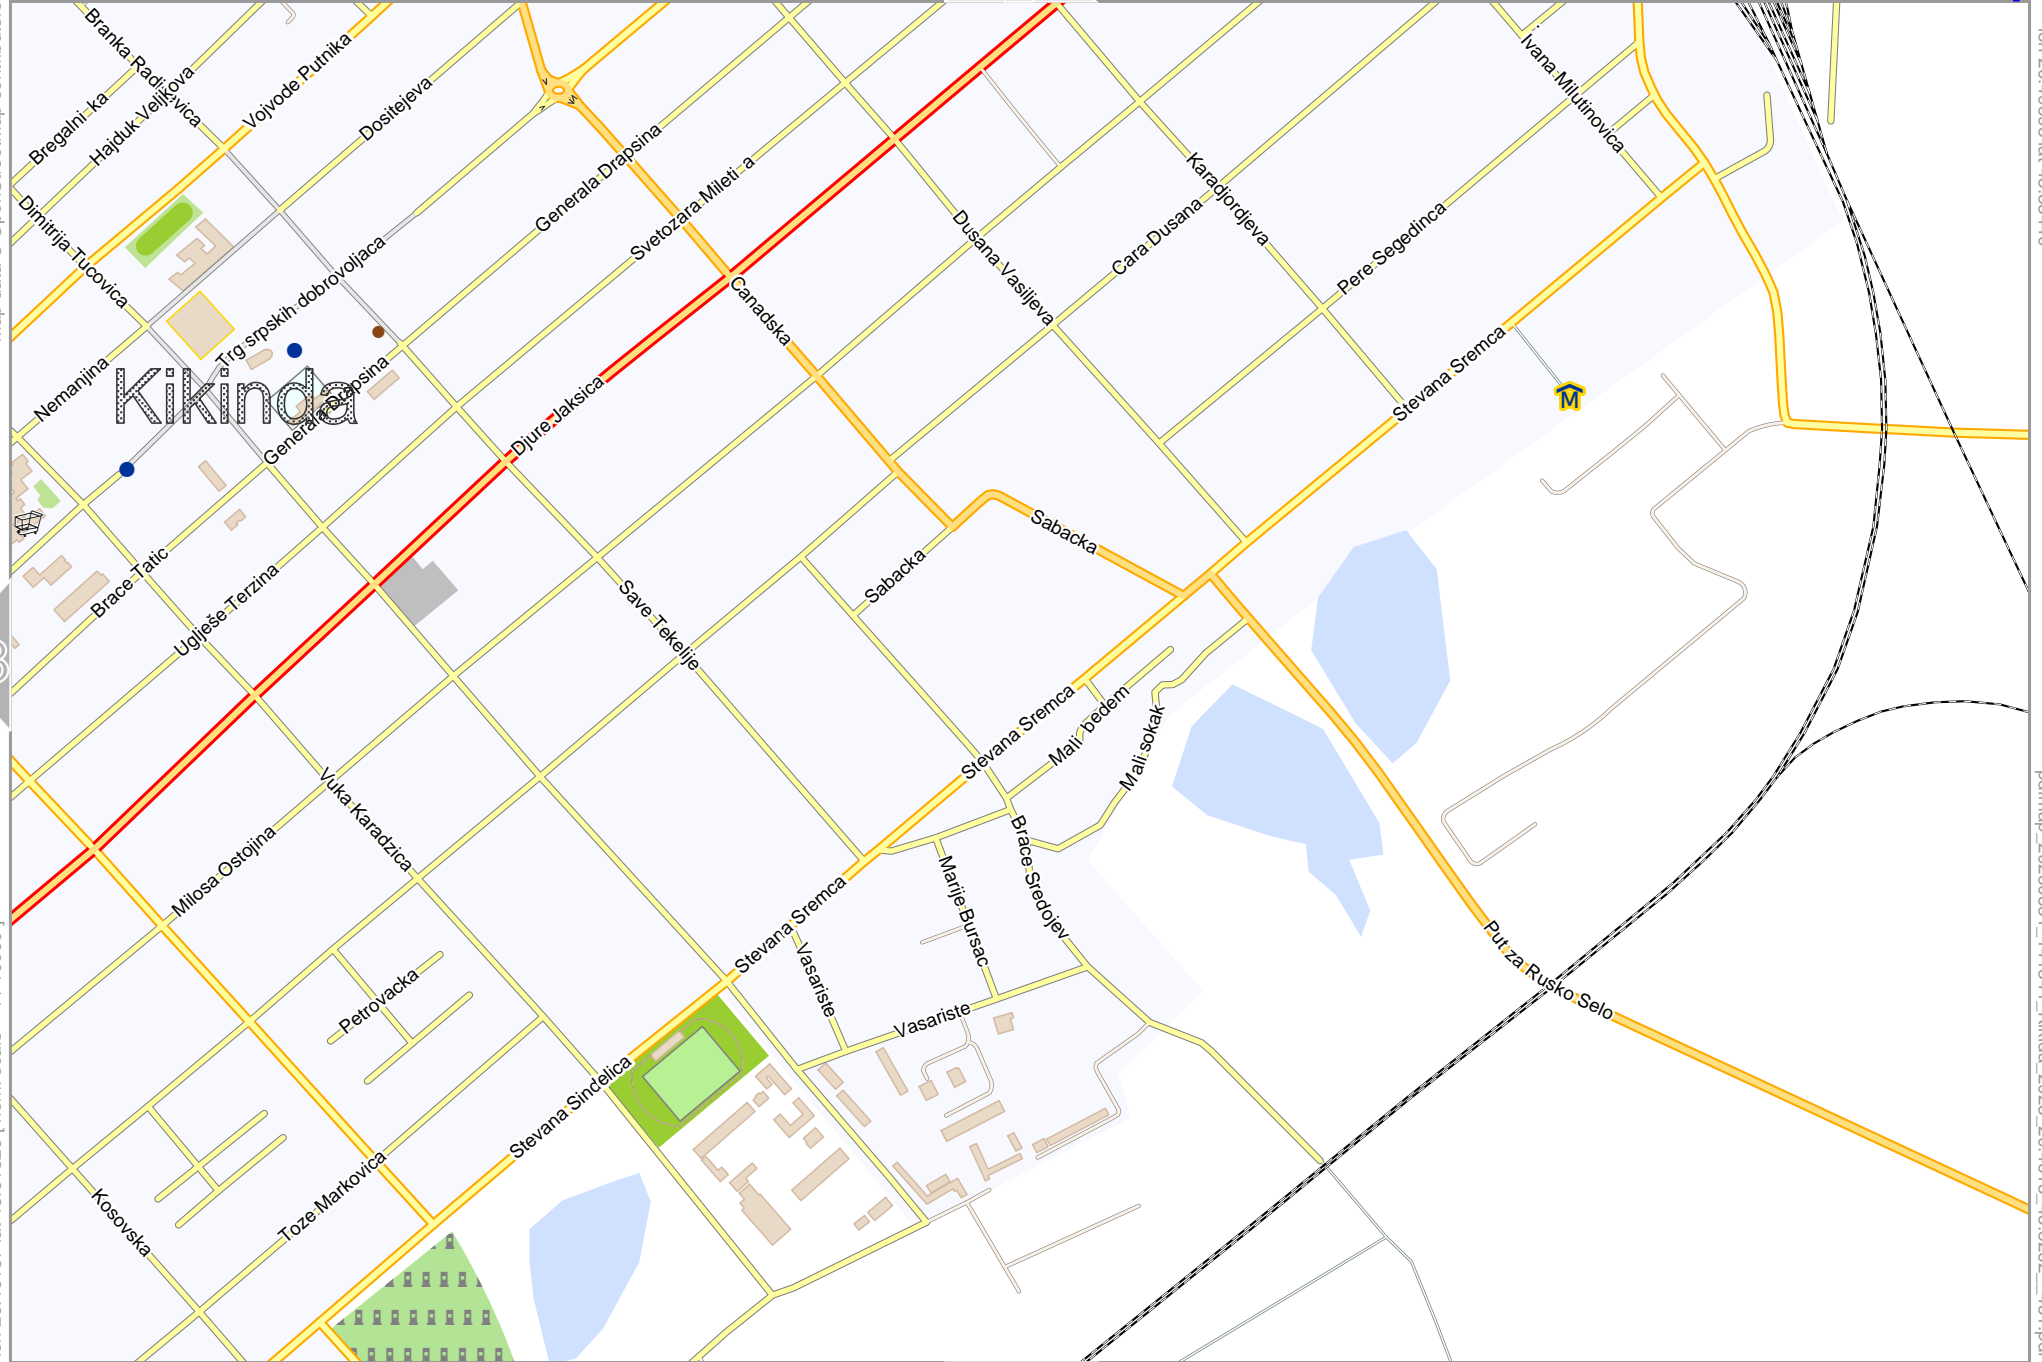 Branka Radičevica
Bregalni ka
Hajduk Veljkova
Vojvode Putnika
Dositejeva
Generala Drapsina
Svetozara Mileti a
Ivana Milutinovica
Karadjordjeva
Dimitrija Tucovica
Trg srpskih dobrovoljaca
Dusana Vasiljeva
Cara Dusana
Pere Segedinca
Canadska
Nemanjina
Kikinda
Generala Drapsina
Djure Jaksica
Stevana Sremca
M
Sabacka
Sabacka
Brace Tatic
Uglješe Terzina
Save Tekelije
Stevana Sremca
Mali bedem
Mali sokak
Vuka Karadzica
Milosa Ostojina
Brace Sredojev
Marije Bursac
Stevana Sremca
Vasariste
Vasariste
Put za Rusko Selo
Petrovacka
Stevana Sindelica
Toze Markovica
Kosovska